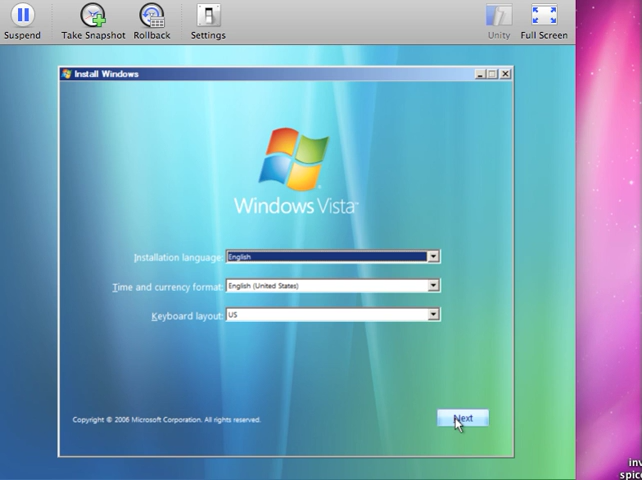 Suspend
Take Snapshot
Rollback
Settings
Unity
Full Screen
Install Windows
Windows Vista
Installation language:
English
Time and currency format:
English (United States)
Keyboard layout:
US
Copyright © 2006 Microsoft Corporation. All rights reserved.
Next
inv
spice